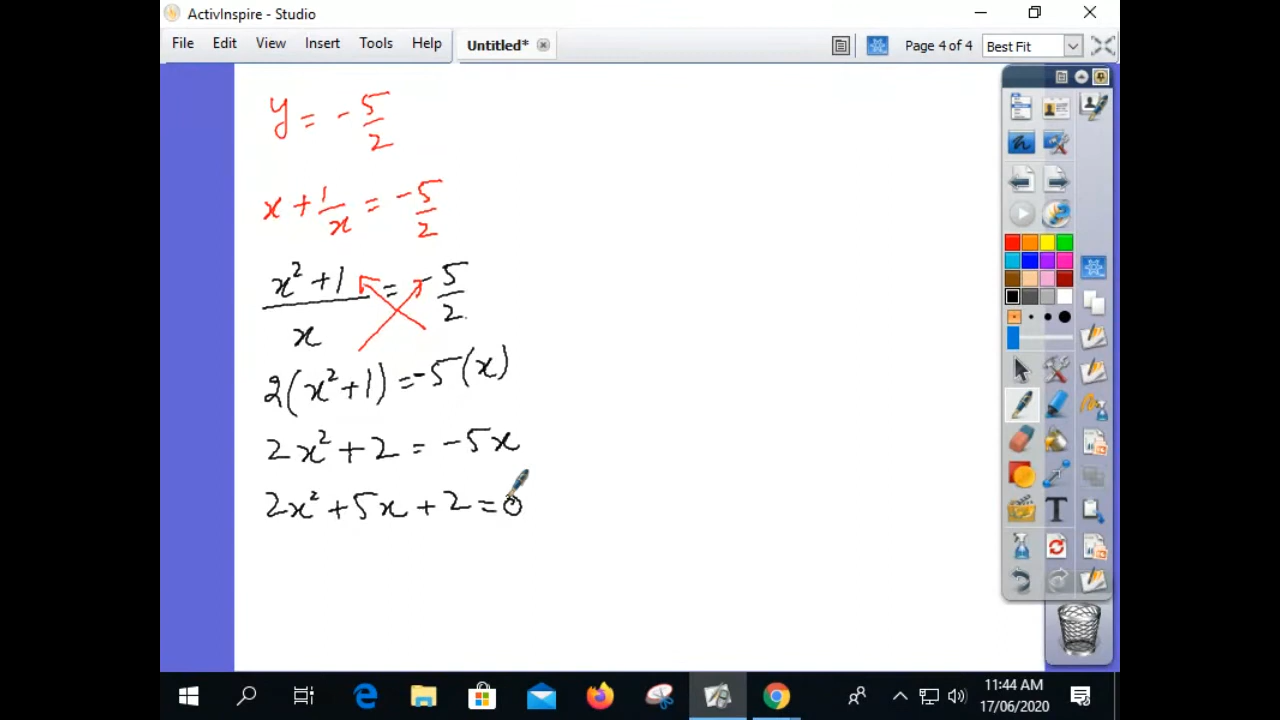 ActivInspire - Studio
File Edit View Insert Tools Help Untitled* Page 4 of 4 Best Fit
y = -5/2
x + 1/x = -5/2
x² + 1/x = -5/2
2(x² + 1) = -5(x)
2x² + 2 = -5x
2x² + 5x + 2 = 0
11:44 AM
17/06/2020